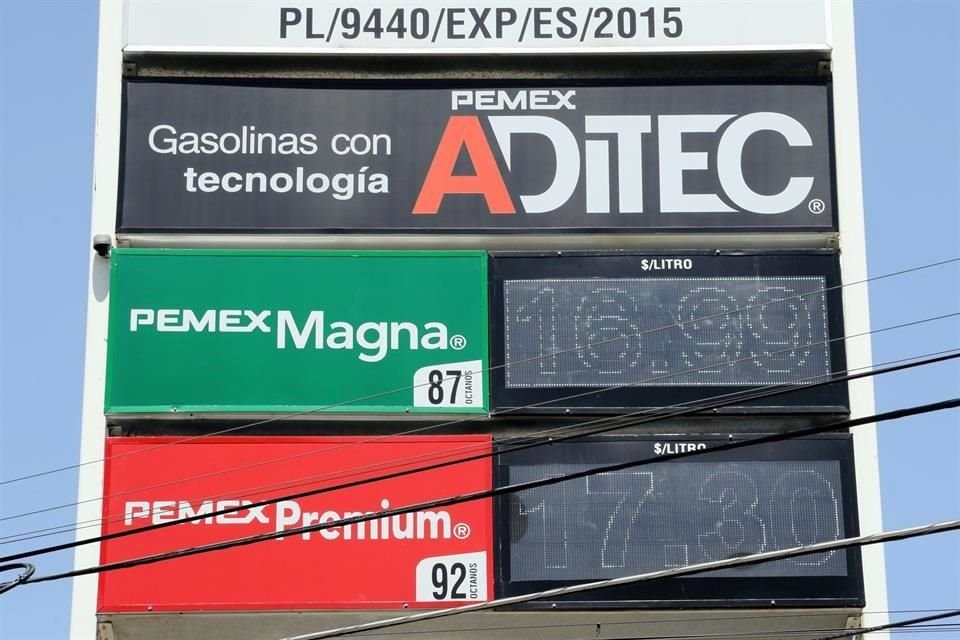 PL/9440/EXP/ES/2015
PEMEX
Gasolinas con
tecnología
ADITEC®
$/LITRO
PEMEX Magna®
16.99
87 OCTANOS
$/LITRO
PEMEX Premium®
17.30
92 OCTANOS